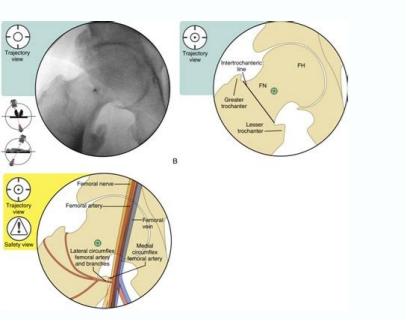 Trajectory
view
Trajectory
view
Intertrochanteric
line
FH
FN
Greater
trochanter
Lesser
trochanter
B
Trajectory
view
Safety view
Femoral nerve
Femoral artery
Femoral
vein
Lateral circumflex
femoral artery
and branches
Medial
circumflex
femoral artery